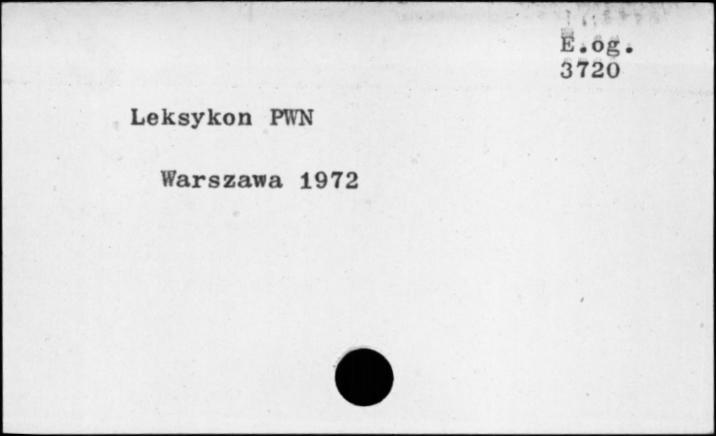 E.og.
3720
Leksykon PWN
Warszawa 1972